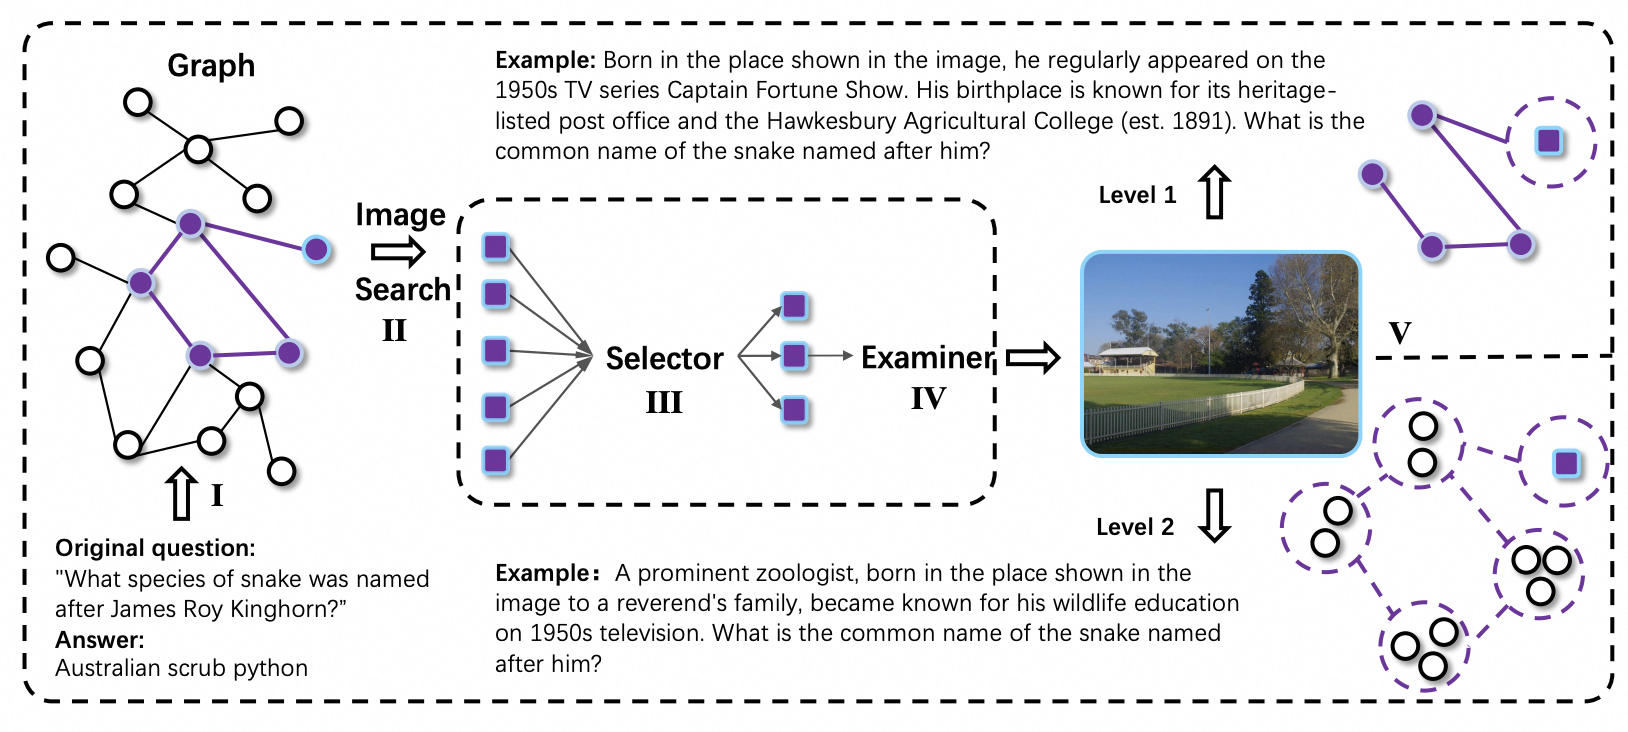 Graph
Example: Born in the place shown in the image, he regularly appeared on the
1950s TV series Captain Fortune Show. His birthplace is known for its heritage-
listed post office and the Hawkesbury Agricultural College (est. 1891). What is the
common name of the snake named after him?
Level 1
Image
Search
II
Selector
III
Examiner
IV
V
I
Original question:
"What species of snake was named
after James Roy Kinghorn?”
Answer:
Australian scrub python
Level 2
Example: A prominent zoologist, born in the place shown in the
image to a reverend's family, became known for his wildlife education
on 1950s television. What is the common name of the snake named
after him?